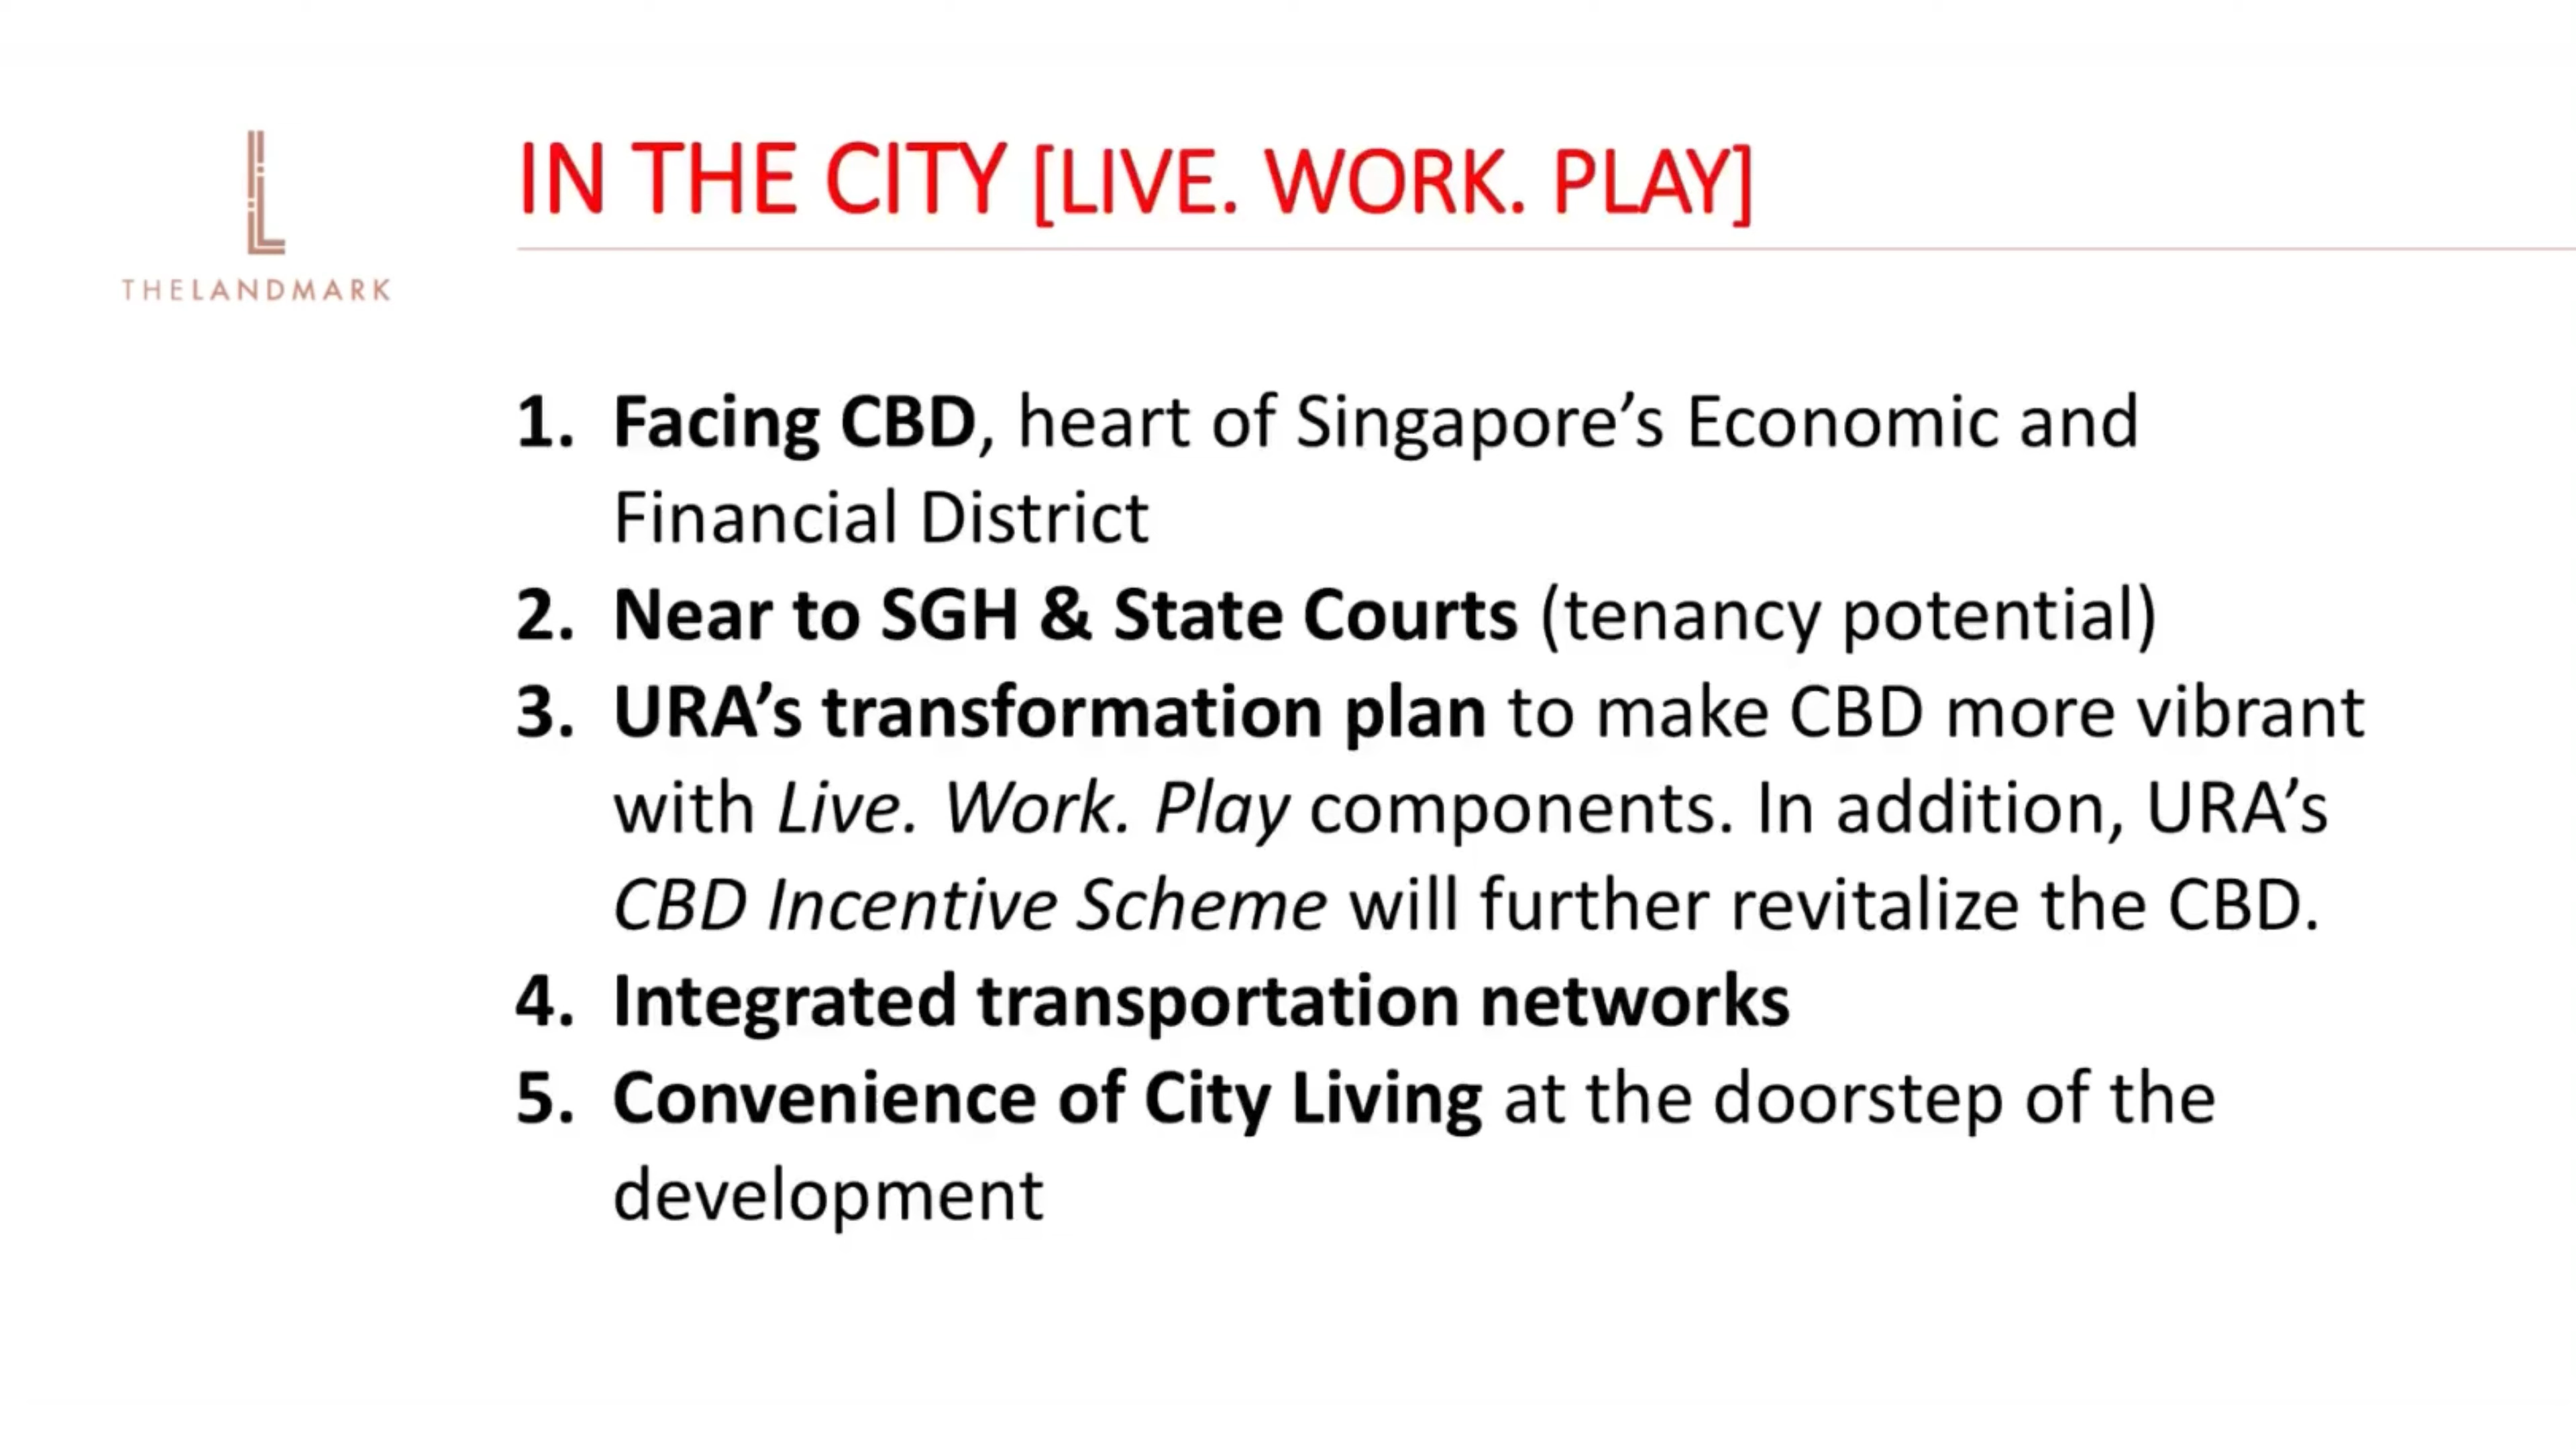 THELANDMARK
IN THE CITY [LIVE. WORK. PLAY]
1. Facing CBD, heart of Singapore’s Economic and
Financial District
2. Near to SGH & State Courts (tenancy potential)
3. URA’s transformation plan to make CBD more vibrant
with Live. Work. Play components. In addition, URA’s
CBD Incentive Scheme will further revitalize the CBD.
4. Integrated transportation networks
5. Convenience of City Living at the doorstep of the
development